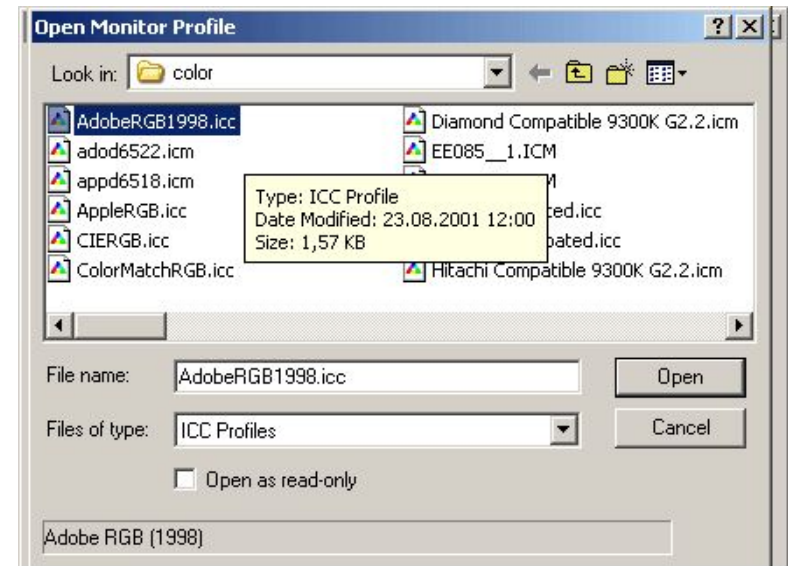 Open Monitor Profile
Look in: color
AdobeRGB1998.icc
adod6522.icm
appd6518.icm
AppleRGB.icc
CIERGB.icc
ColorMatchRGB.icc
Diamond Compatible 9300K G2.2.icm
EE085__1.ICM
Hitachi Compatible 9300K G2.2.icm
Type: ICC Profile
Date Modified: 23.08.2001 12:00
Size: 1,57 KB
File name: AdobeRGB1998.icc
Open
Files of type: ICC Profiles
Cancel
Open as read-only
Adobe RGB (1998)